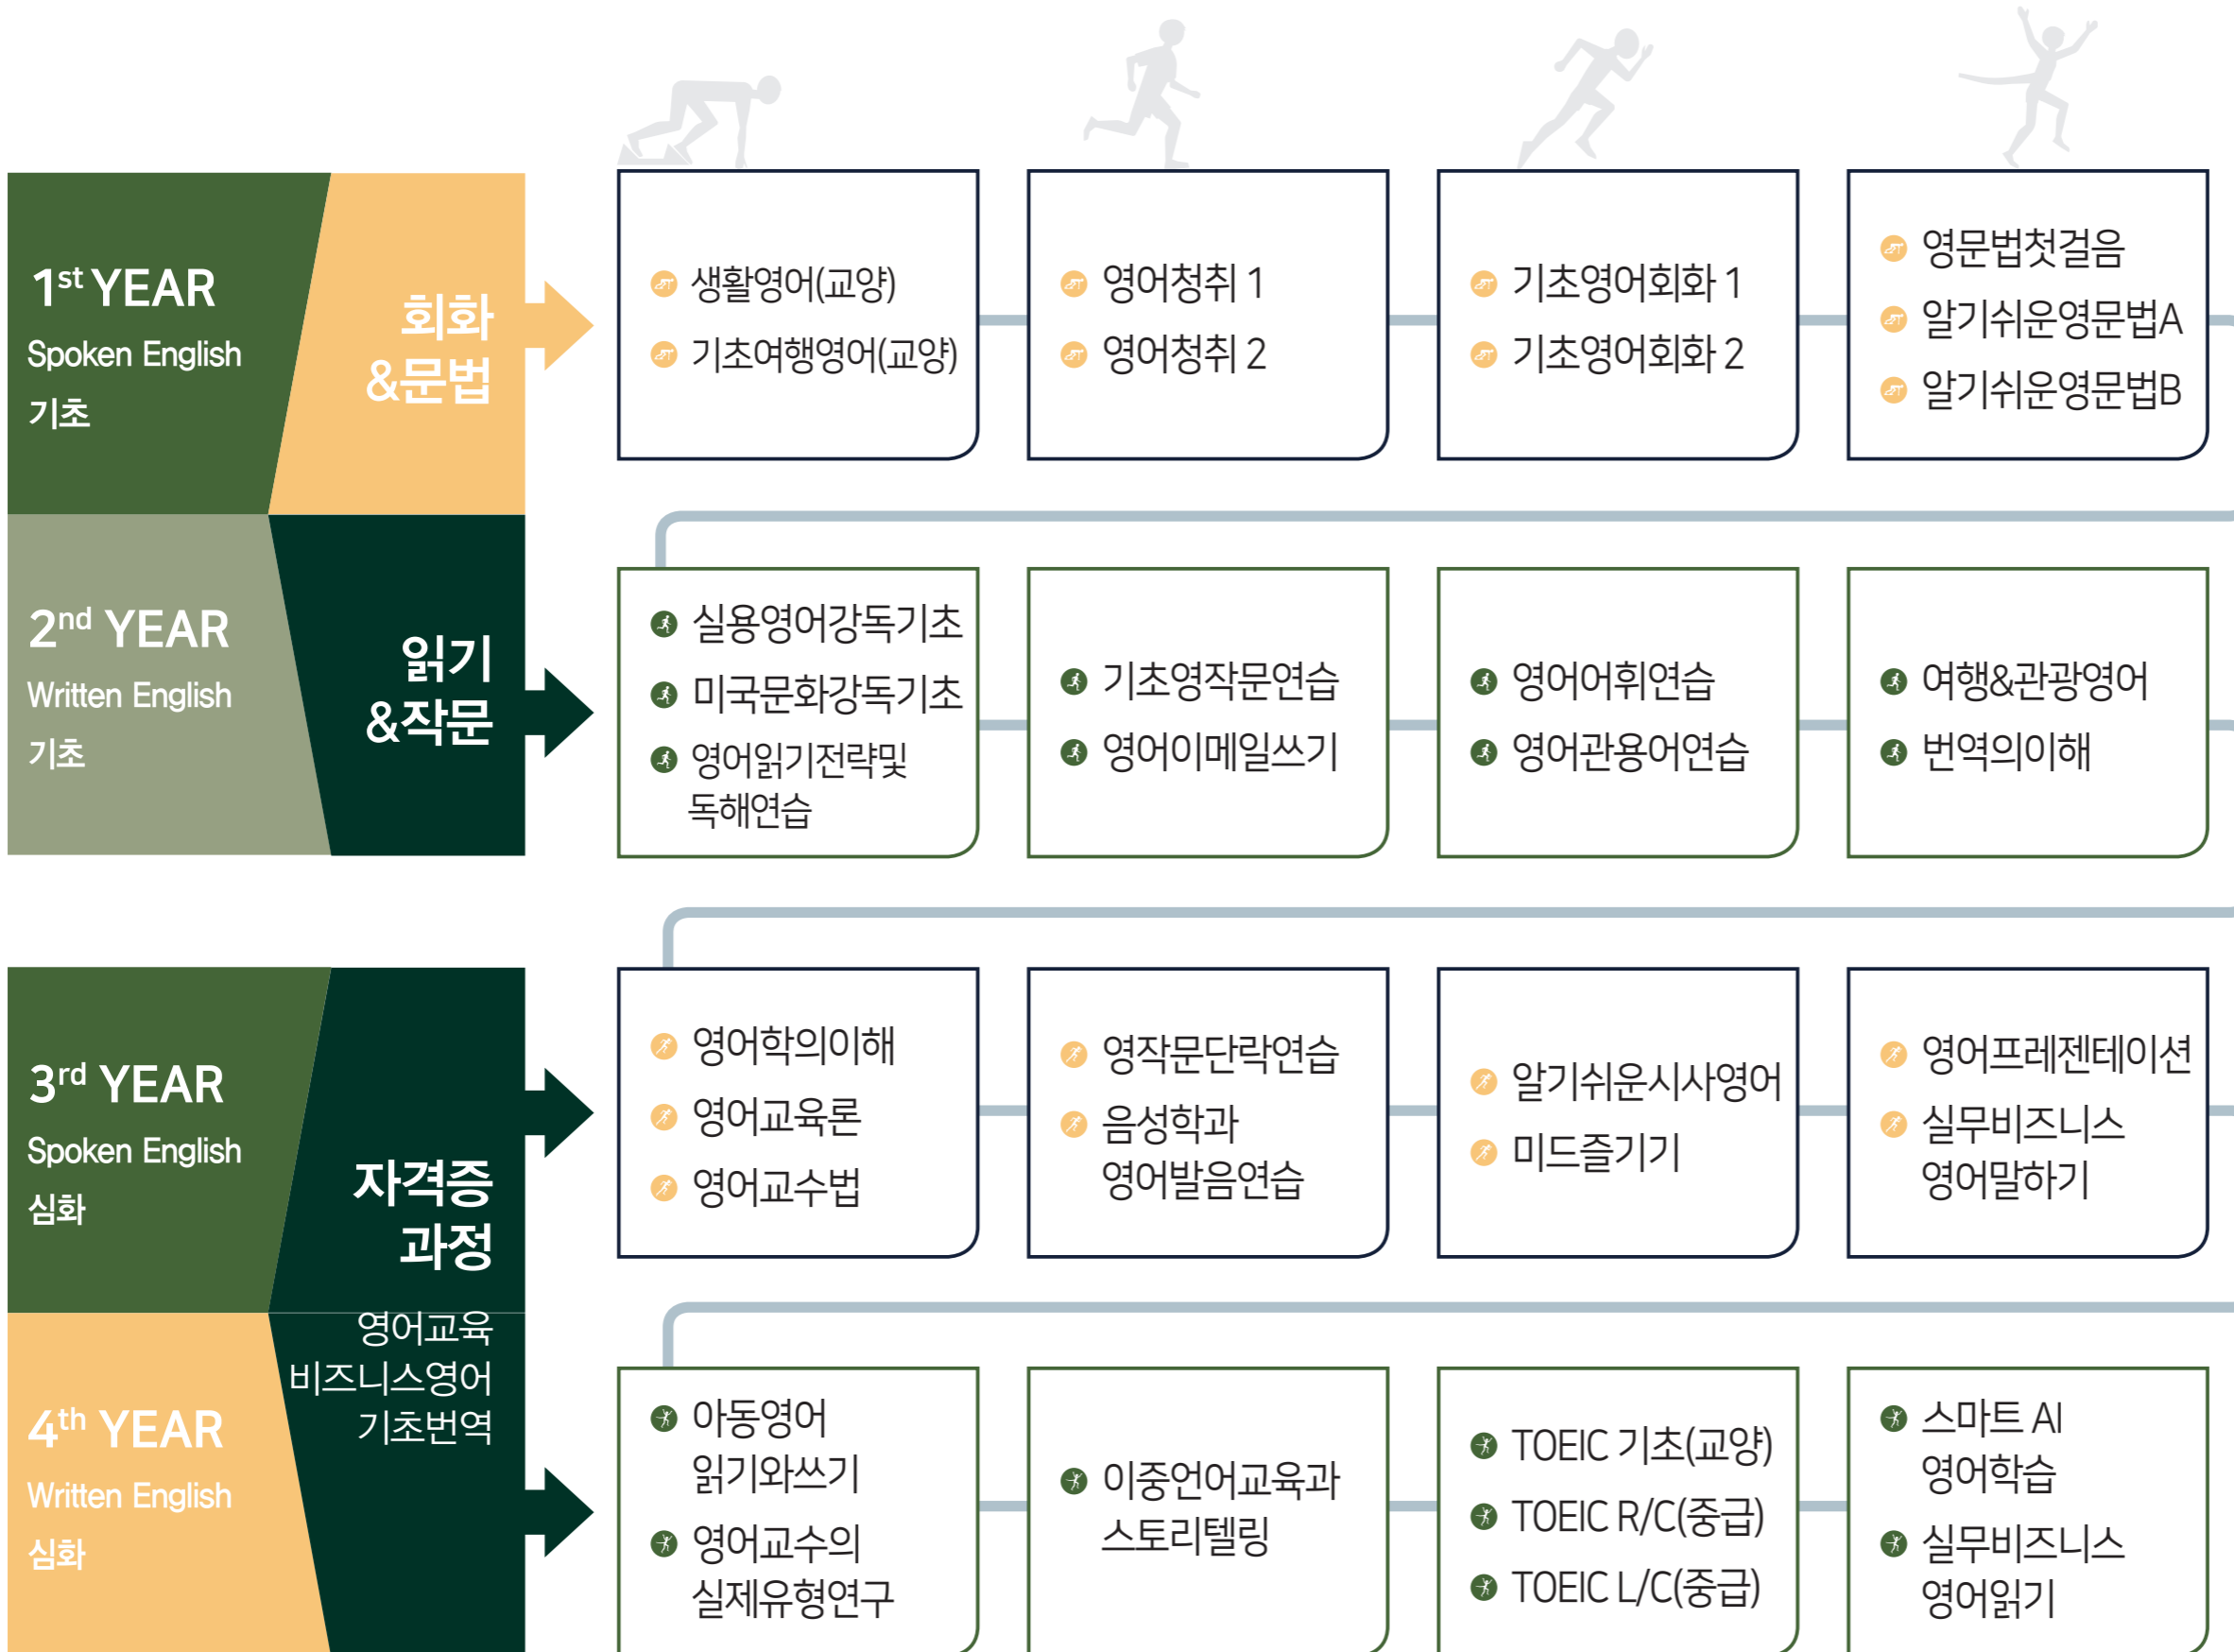 1st YEAR
Spoken English
기초
회화
&문법
생활영어(교양)
기초여행영어(교양)
영어청취 1
영어청취 2
기초영어회화 1
기초영어회화 2
영문법첫걸음
알기쉬운영문법A
알기쉬운영문법B
2nd YEAR
Written English
기초
읽기
&작문
실용영어강독기초
미국문화강독기초
영어읽기전략및
독해연습
기초영작문연습
영어이메일쓰기
영어어휘연습
영어관용어연습
여행&관광영어
번역의이해
3rd YEAR
Spoken English
심화
자격증
과정
영어교육
비즈니스영어
기초번역
영어학의이해
영어교육론
영어교수법
영작문단락연습
음성학과
영어발음연습
알기쉬운시사영어
미드즐기기
영어프레젠테이션
실무비즈니스
영어말하기
4th YEAR
Written English
심화
아동영어
읽기와쓰기
영어교수의
실제유형연구
이중언어교육과
스토리텔링
TOEIC 기초(교양)
TOEIC R/C(중급)
TOEIC L/C(중급)
스마트 AI
영어학습
실무비즈니스
영어읽기